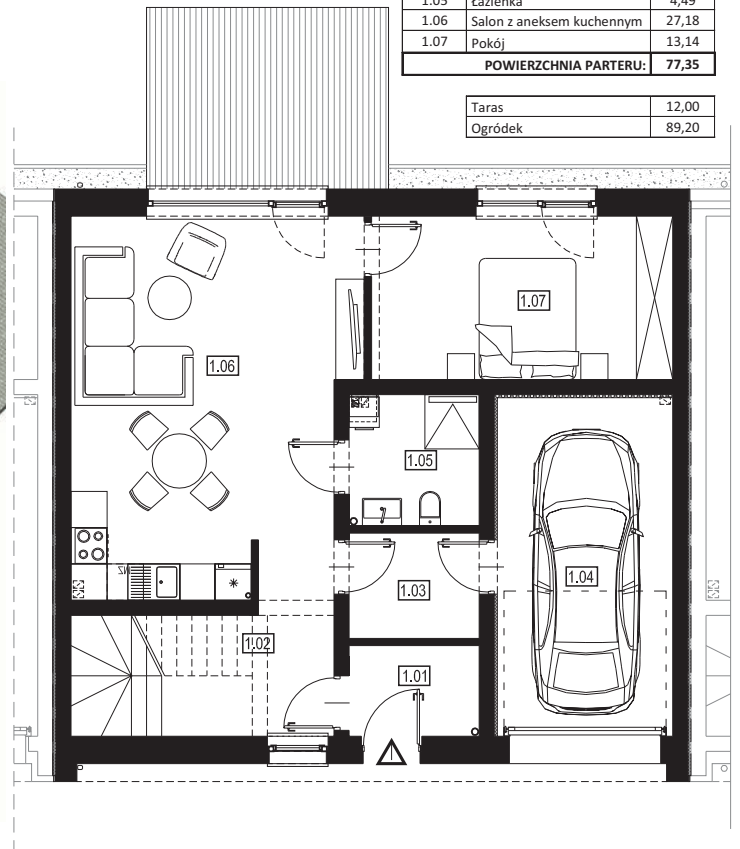 1.05 Łazienka 4,49
1.06 Salon z aneksem kuchennym 27,18
1.07 Pokój 13,14
POWIERZCHNIA PARTERU: 77,35
Taras 12,00
Ogródek 89,20
1.07
1.06
1.05
1.04
1.03
ZM
1.02
1.01